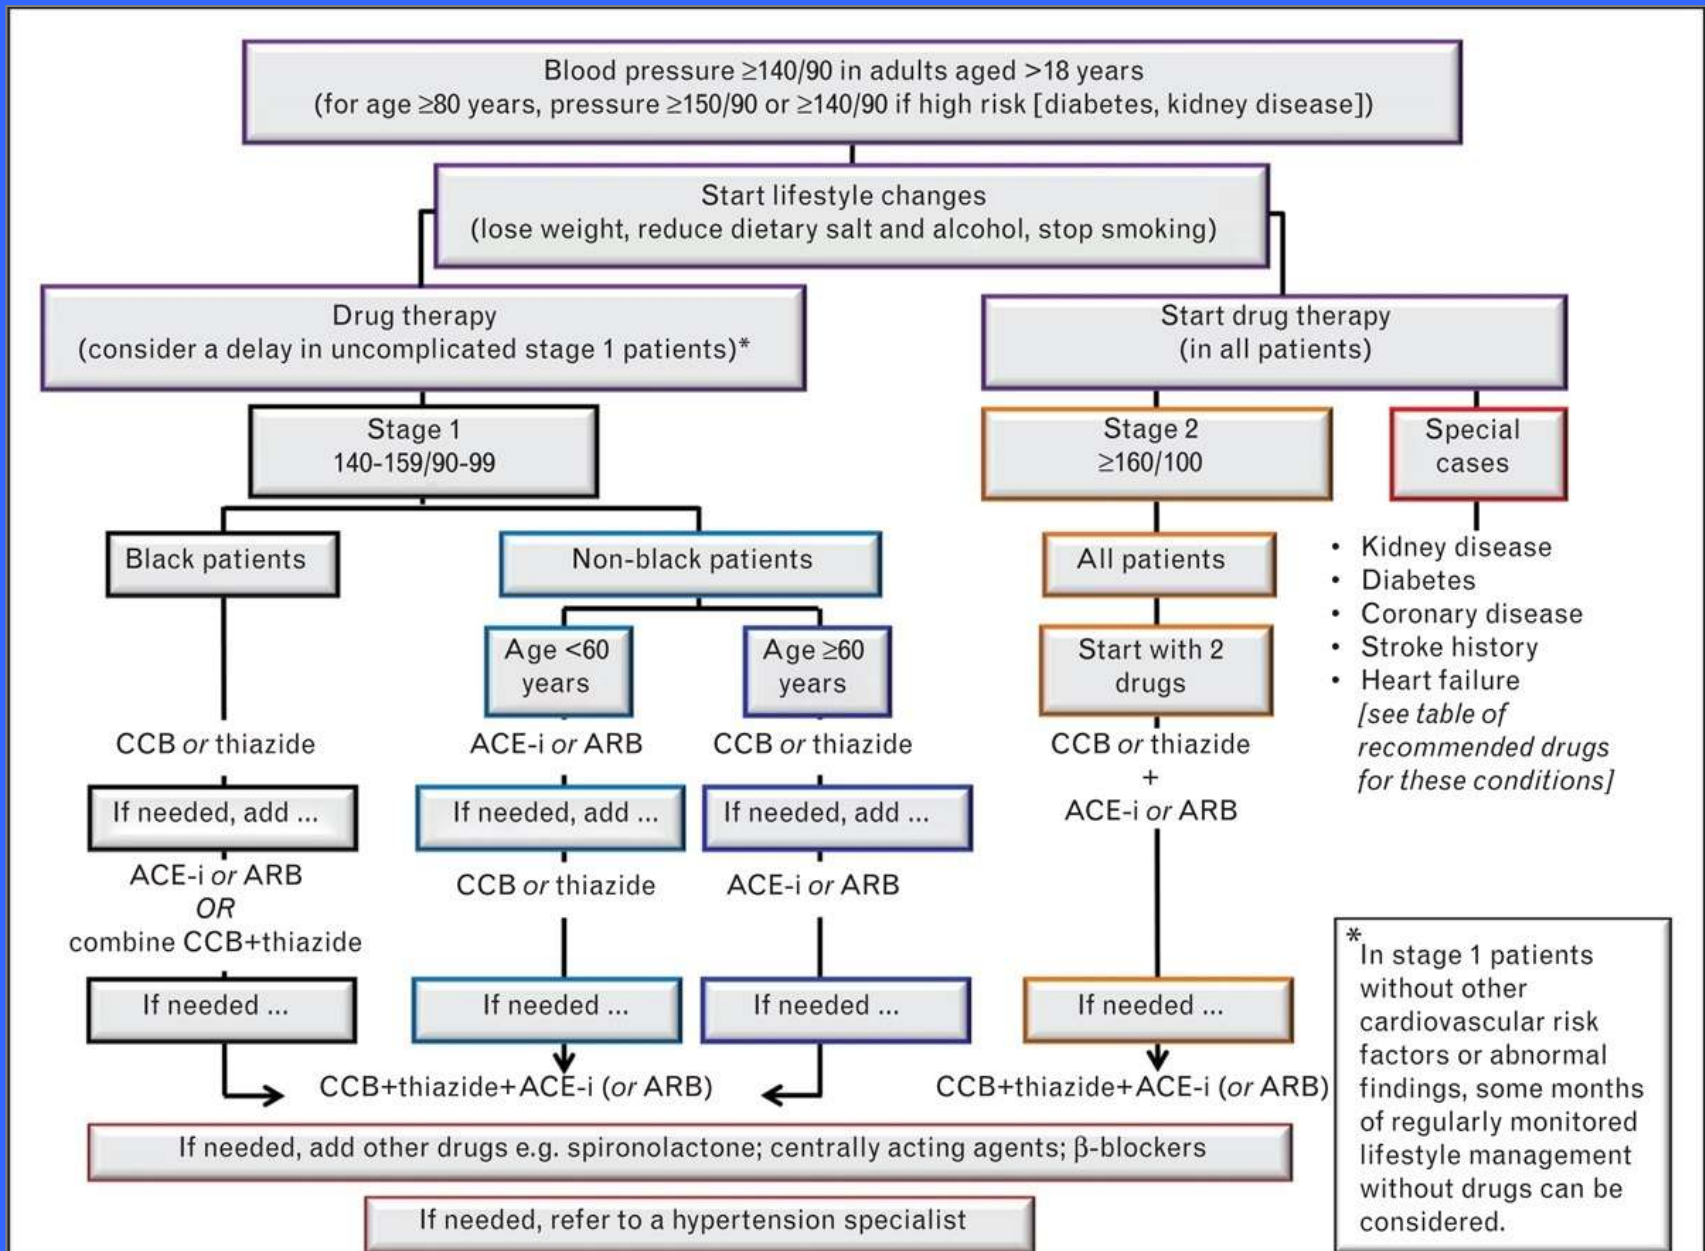 Blood pressure ≥140/90 in adults aged >18 years
(for age ≥80 years, pressure ≥150/90 or ≥140/90 if high risk [diabetes, kidney disease])
Start lifestyle changes
(lose weight, reduce dietary salt and alcohol, stop smoking)
Drug therapy
(consider a delay in uncomplicated stage 1 patients)*
Start drug therapy
(in all patients)
Stage 1
140-159/90-99
Stage 2
≥160/100
Special
cases
Black patients
Non-black patients
All patients
Age <60
years
Age ≥60
years
Start with 2
drugs
• Kidney disease
• Diabetes
• Coronary disease
• Stroke history
• Heart failure
[see table of
recommended drugs
for these conditions]
CCB or thiazide
ACE-i or ARB
CCB or thiazide
CCB or thiazide
+
ACE-i or ARB
If needed, add ...
If needed, add ...
If needed, add ...
ACE-i or ARB
OR
combine CCB+thiazide
CCB or thiazide
ACE-i or ARB
If needed ...
If needed ...
If needed ...
If needed ...
CCB+thiazide+ACE-i (or ARB)
CCB+thiazide+ACE-i (or ARB)
If needed, add other drugs e.g. spironolactone; centrally acting agents; β-blockers
If needed, refer to a hypertension specialist
*
In stage 1 patients
without other
cardiovascular risk
factors or abnormal
findings, some months
of regularly monitored
lifestyle management
without drugs can be
considered.